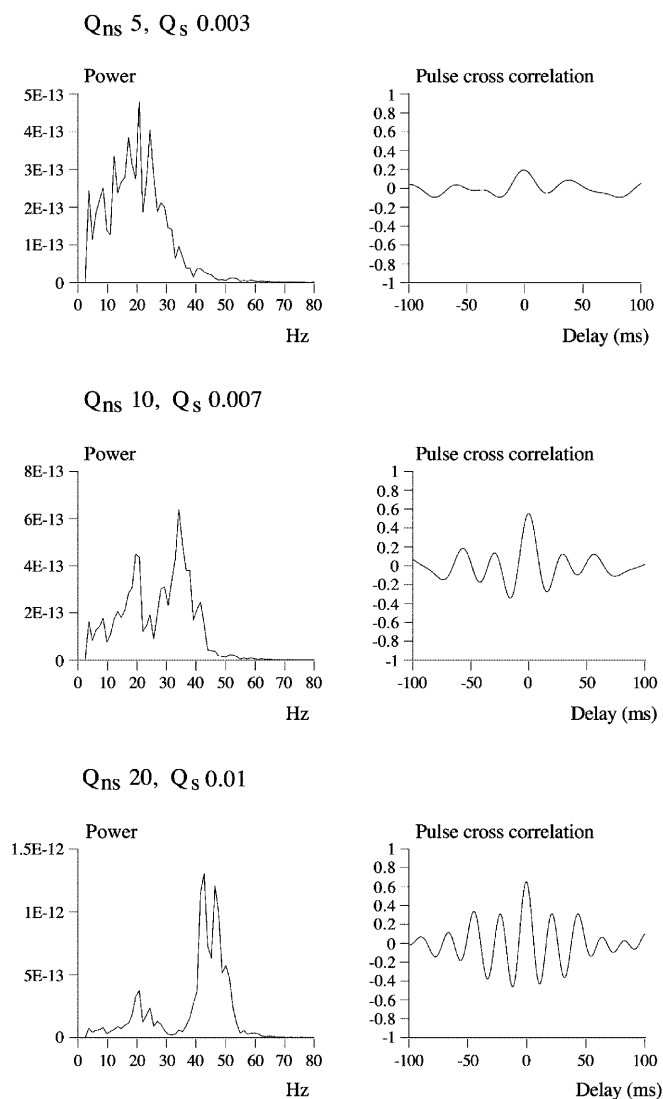 Qns 5, Qs 0.003
Power
Pulse cross correlation
5E-13
4E-13
3E-13
2E-13
1E-13
0
0 10 20 30 40 50 60 70 80
Hz
1
0.8
0.6
0.4
0.2
0
-0.2
-0.4
-0.6
-0.8
-1
-100 -50 0 50 100
Delay (ms)
Qns 10, Qs 0.007
Power
Pulse cross correlation
8E-13
6E-13
4E-13
2E-13
0
0 10 20 30 40 50 60 70 80
Hz
1
0.8
0.6
0.4
0.2
0
-0.2
-0.4
-0.6
-0.8
-1
-100 -50 0 50 100
Delay (ms)
Qns 20, Qs 0.01
Power
Pulse cross correlation
1.5E-12
1E-12
5E-13
0
0 10 20 30 40 50 60 70 80
Hz
1
0.8
0.6
0.4
0.2
0
-0.2
-0.4
-0.6
-0.8
-1
-100 -50 0 50 100
Delay (ms)